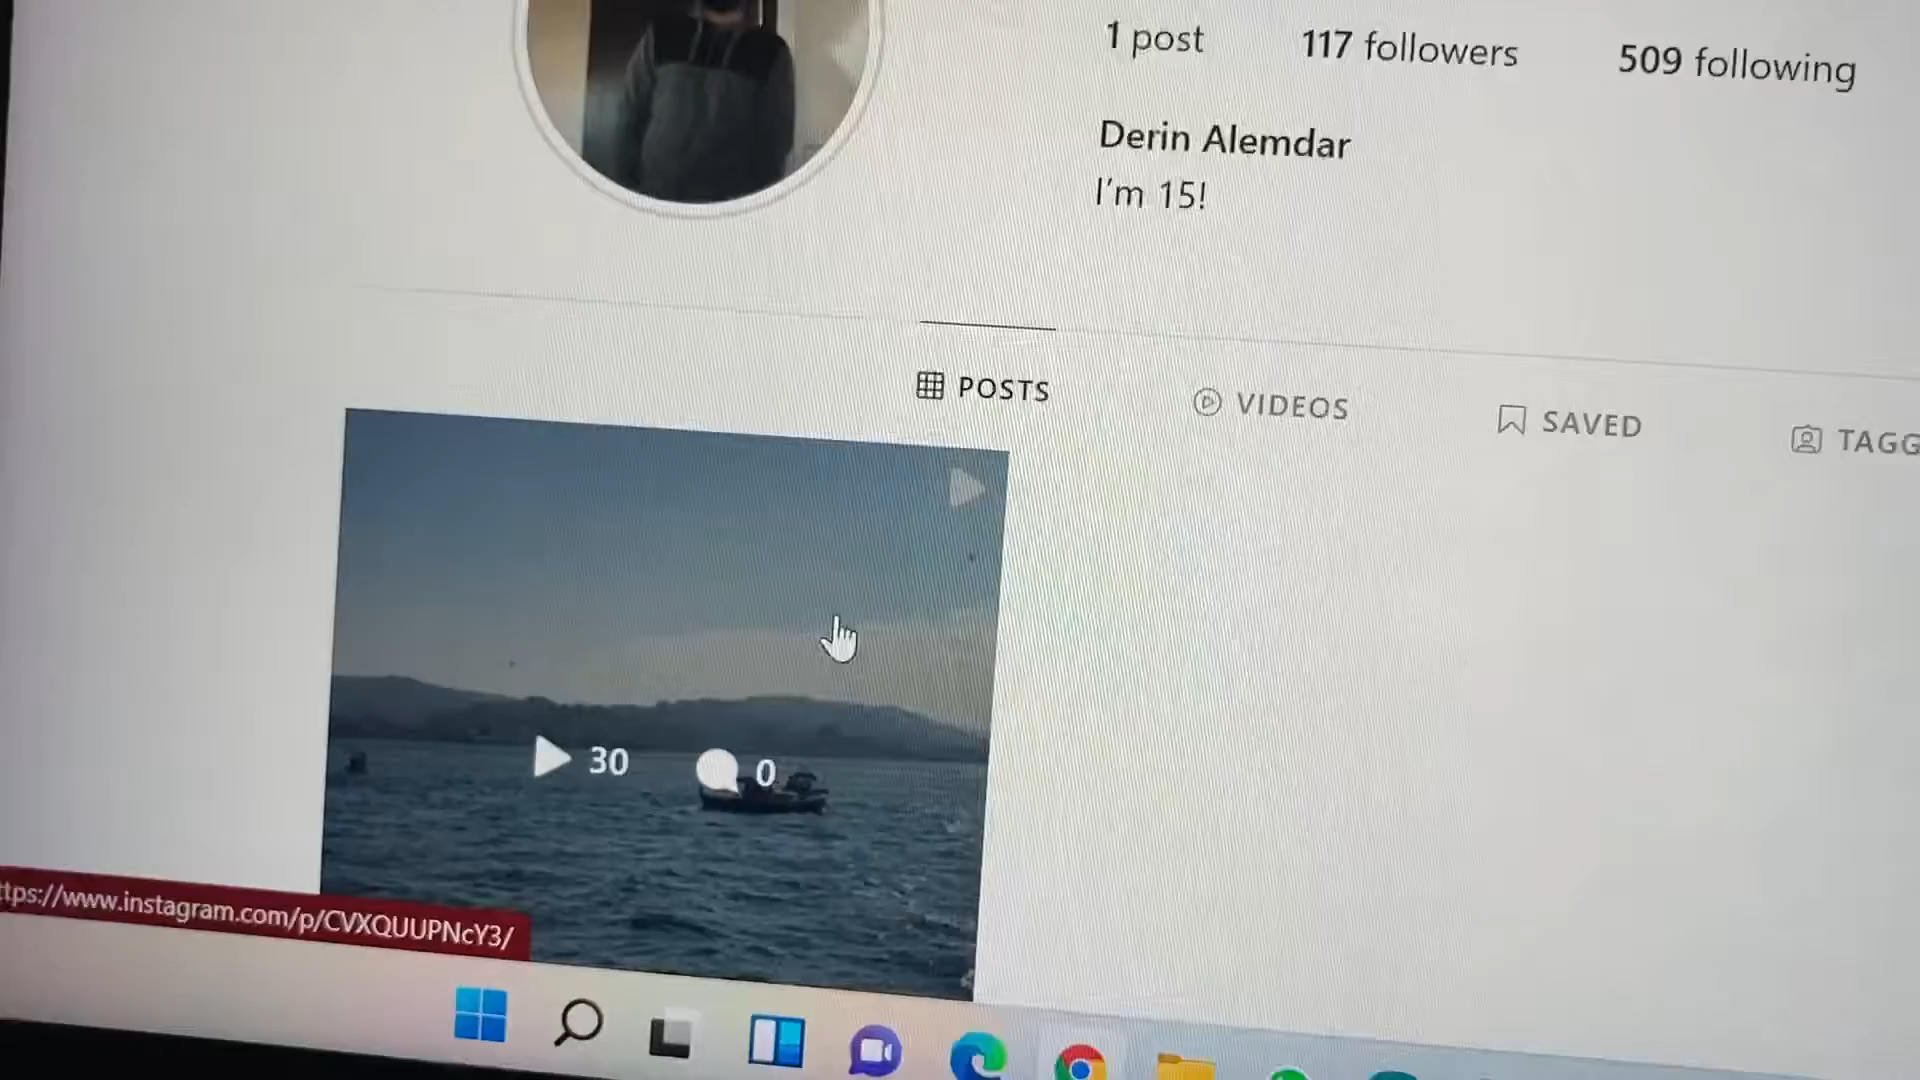 1 post 117 followers 509 following
Derin Alemdar
I'm 15!
POSTS VIDEOS SAVED TAGG
30 0
ttps://www.instagram.com/p/CVXQUUPNcY3/